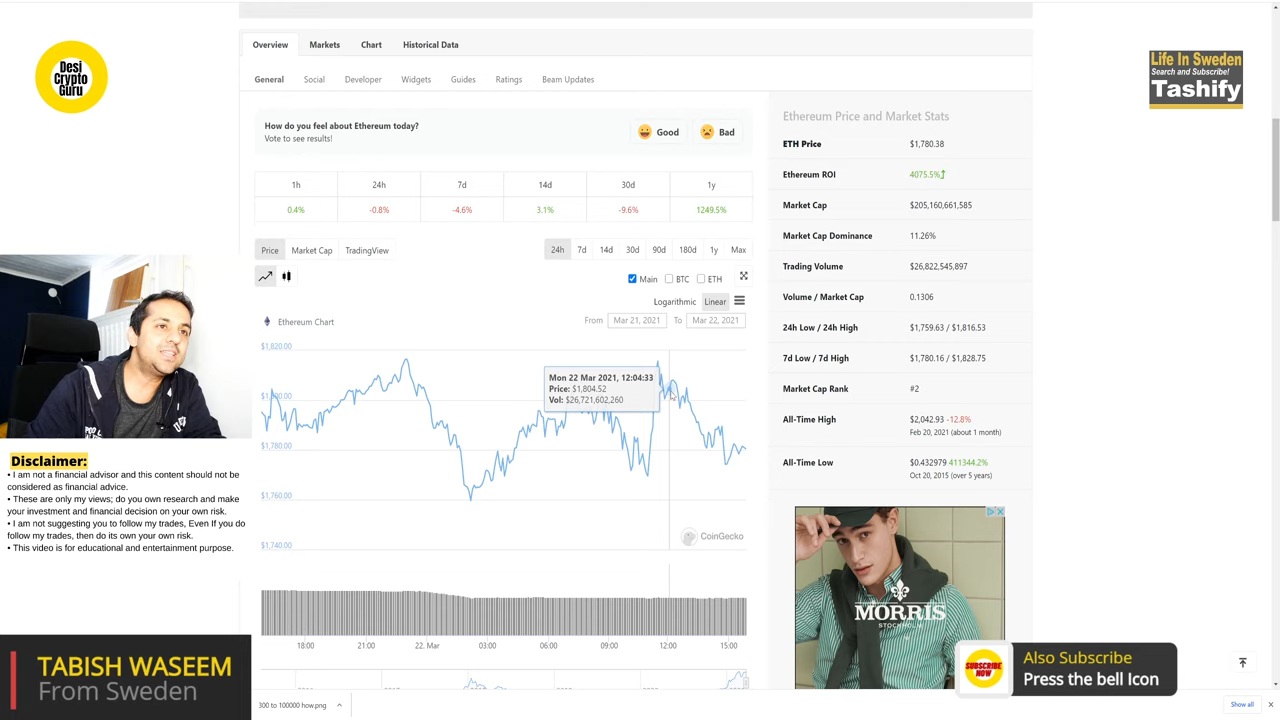 Desi
Crypto
Guru
Life In Sweden
Search and Subscribe!
Tashify
Overview
Markets
Chart
Historical Data
General
Social
Developer
Widgets
Guides
Ratings
Beam Updates
How do you feel about Ethereum today?
Vote to see results!
Good
Bad
1h
24h
7d
14d
30d
1y
0.4%
-0.8%
-4.6%
3.1%
-9.6%
1249.5%
Price
Market Cap
TradingView
24h
7d
14d
30d
90d
180d
1y
Max
Main
BTC
ETH
Logarithmic
Linear
Ethereum Chart
From
Mar 21, 2021
To
Mar 22, 2021
$1,820.00
$1,780.00
$1,760.00
$1,740.00
Mon 22 Mar 2021, 12:04:33
Price: $1,804.52
Vol: $26,721,602,260
CoinGecko
18:00
21:00
22. Mar
03:00
06:00
09:00
12:00
15:00
Ethereum Price and Market Stats
ETH Price
$1,780.38
Ethereum ROI
4075.5%
Market Cap
$205,160,661,585
Market Cap Dominance
11.26%
Trading Volume
$26,822,545,897
Volume / Market Cap
0.1306
24h Low / 24h High
$1,759.63 / $1,816.53
7d Low / 7d High
$1,780.16 / $1,828.75
Market Cap Rank
#2
All-Time High
$2,042.93 -12.8%
Feb 20, 2021 (about 1 month)
All-Time Low
$0.432979 411344.2%
Oct 20, 2015 (over 5 years)
MORRIS
STOCKHOLM
Disclaimer:
• I am not a financial advisor and this content should not be
considered as financial advice.
• These are only my views; do you own research and make
your investment and financial decision on your own risk.
• I am not suggesting you to follow my trades, Even If you do
follow my trades, then do its own your own risk.
• This video is for educational and entertainment purpose.
TABISH WASEEM
From Sweden
SUBSCRIBE
NOW
Also Subscribe
Press the bell Icon
300 to 100000 how.png
Show all